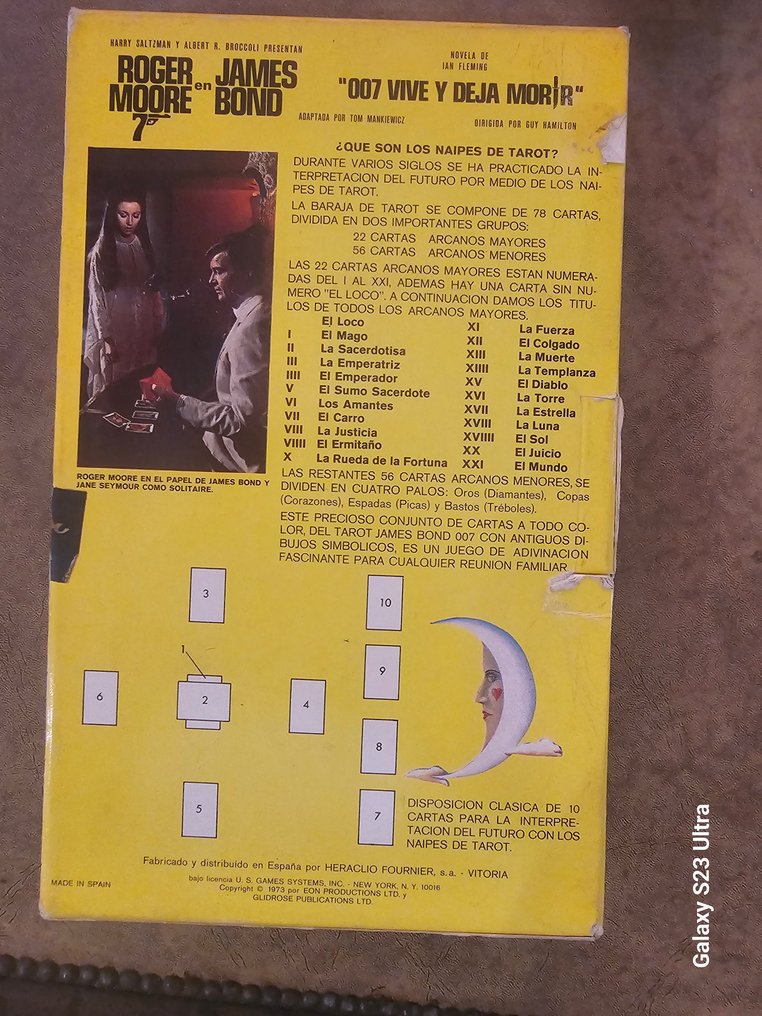 HARRY SALTZMAN Y ALBERT R. BROCCOLI PRESENTAN
ROGER MOORE en JAMES BOND
7
NOVELA DE
IAN FLEMING
"007 VIVE Y DEJA MORIR"
ADAPTADA POR TOM MANKIEWICZ
DIRIGIDA POR GUY HAMILTON
¿QUE SON LOS NAIPES DE TAROT?
DURANTE VARIOS SIGLOS SE HA PRACTICADO LA IN-
TERPRETACION DEL FUTURO POR MEDIO DE LOS NAI-
PES DE TAROT.
LA BARAJA DE TAROT SE COMPONE DE 78 CARTAS,
DIVIDIDA EN DOS IMPORTANTES GRUPOS:
22 CARTAS ARCANOS MAYORES
56 CARTAS ARCANOS MENORES
LAS 22 CARTAS ARCANOS MAYORES ESTAN NUMERA-
DAS DEL I AL XXI, ADEMAS HAY UNA CARTA SIN NU-
MERO "EL LOCO". A CONTINUACION DAMOS LOS TITU-
LOS DE TODOS LOS ARCANOS MAYORES.
El Loco
I El Mago
II La Sacerdotisa
III La Emperatriz
IIII El Emperador
V El Sumo Sacerdote
VI Los Amantes
VII El Carro
VIII La Justicia
VIIII El Ermitaño
X La Rueda de la Fortuna
XI La Fuerza
XII El Colgado
XIII La Muerte
XIIII La Templanza
XV El Diablo
XVI La Torre
XVII La Estrella
XVIII La Luna
XVIIII El Sol
XX El Juicio
XXI El Mundo
ROGER MOORE EN EL PAPEL DE JAMES BOND Y
JANE SEYMOUR COMO SOLITAIRE.
LAS RESTANTES 56 CARTAS ARCANOS MENORES, SE
DIVIDEN EN CUATRO PALOS: Oros (Diamantes), Copas
(Corazones), Espadas (Picas) y Bastos (Tréboles).
ESTE PRECIOSO CONJUNTO DE CARTAS A TODO CO-
LOR, DEL TAROT JAMES BOND 007 CON ANTIGUOS DI-
BUJOS SIMBOLICOS, ES UN JUEGO DE ADIVINACION
FASCINANTE PARA CUALQUIER REUNION FAMILIAR.
3
10
1
9
6
2
4
8
5
7
DISPOSICION CLASICA DE 10
CARTAS PARA LA INTERPRE-
TACION DEL FUTURO CON LOS
NAIPES DE TAROT.
Fabricado y distribuído en España por HERACLIO FOURNIER, s.a. - VITORIA
bajo licencia U. S. GAMES SYSTEMS, INC. - NEW YORK, N. Y. 10016
Copyright © 1973 por EON PRODUCTIONS LTD. y
GLIDROSE PUBLICATIONS LTD.
MADE IN SPAIN
Galaxy S23 Ultra